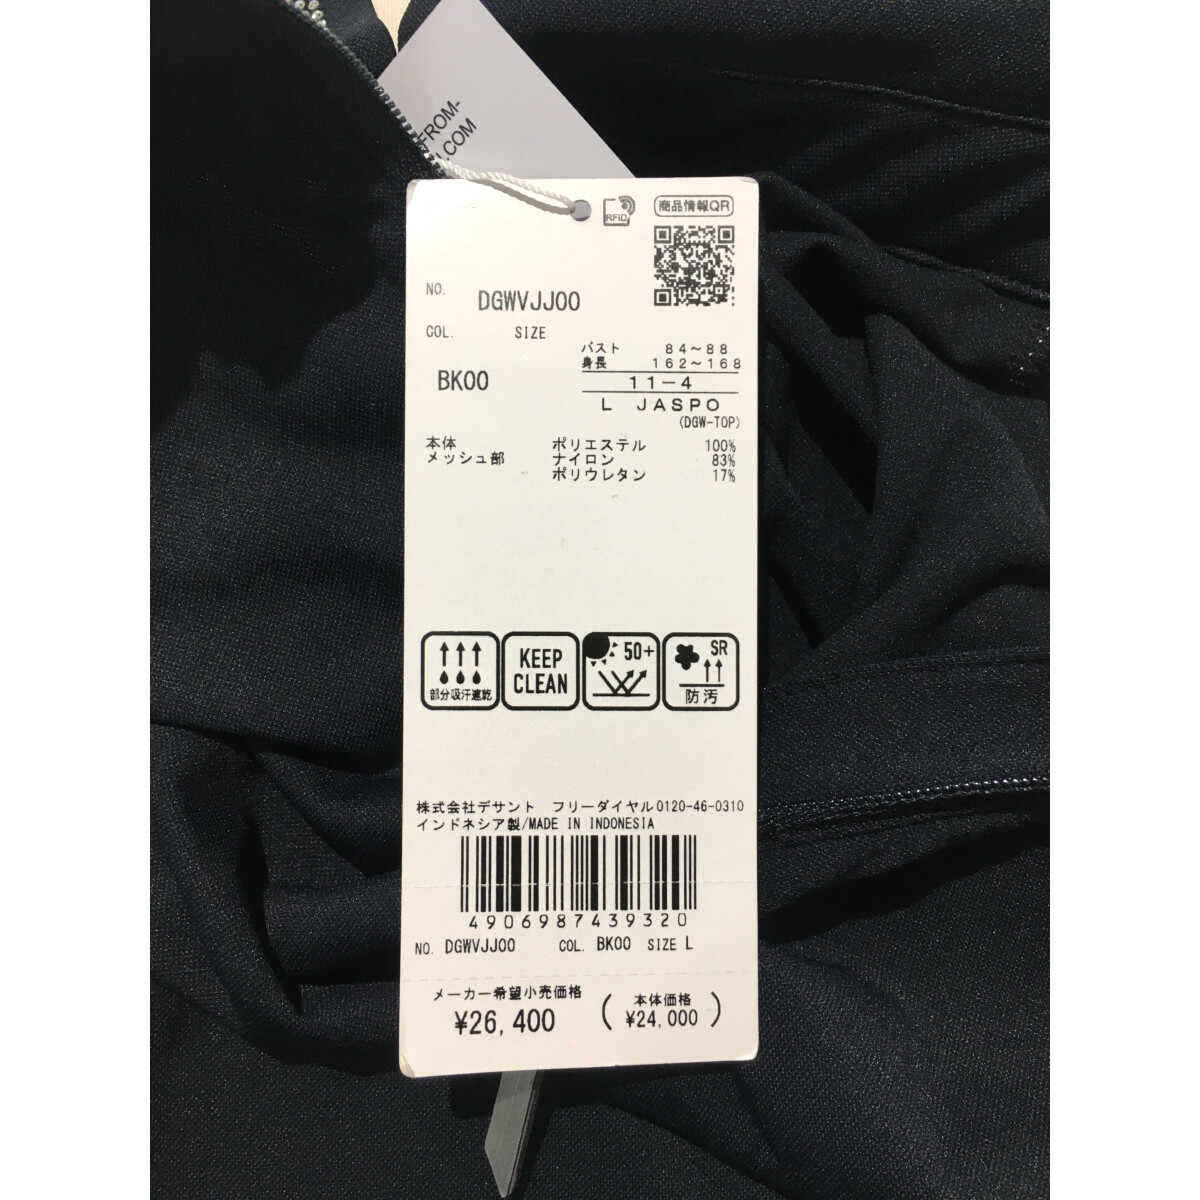 FROM-
COM
RFID
商品情報QR
NO. DGWVJJ00
COL. SIZE
BK00
バスト 84～88
身長 162～168
11-4
L JASPO
(DGW-TOP)
本体 ポリエステル 100%
メッシュ部 ナイロン 83%
ポリウレタン 17%
部分吸汗速乾
KEEP
CLEAN
50+
SR
防汚
株式会社デサント フリーダイヤル0120-46-0310
インドネシア製/MADE IN INDONESIA
4906987439320
NO. DGWVJJ00 COL. BK00 SIZE L
メーカー希望小売価格
¥26,400
(本体価格
¥24,000)